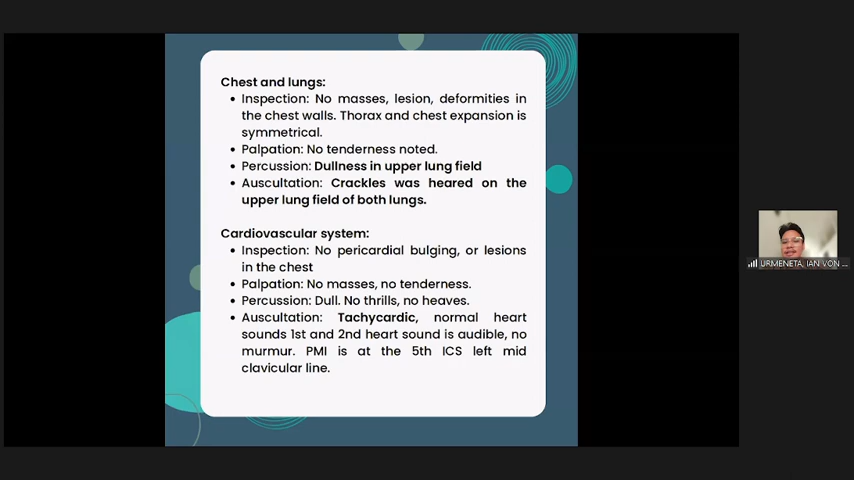 Chest and lungs:
• Inspection: No masses, lesion, deformities in
the chest walls. Thorax and chest expansion is
symmetrical.
• Palpation: No tenderness noted.
• Percussion: Dullness in upper lung field
• Auscultation: Crackles was heared on the
upper lung field of both lungs.
Cardiovascular system:
• Inspection: No pericardial bulging, or lesions
in the chest
• Palpation: No masses, no tenderness.
• Percussion: Dull. No thrills, no heaves.
• Auscultation: Tachycardic, normal heart
sounds 1st and 2nd heart sound is audible, no
murmur. PMI is at the 5th ICS left mid
clavicular line.
URMENETA, IAN VON ...